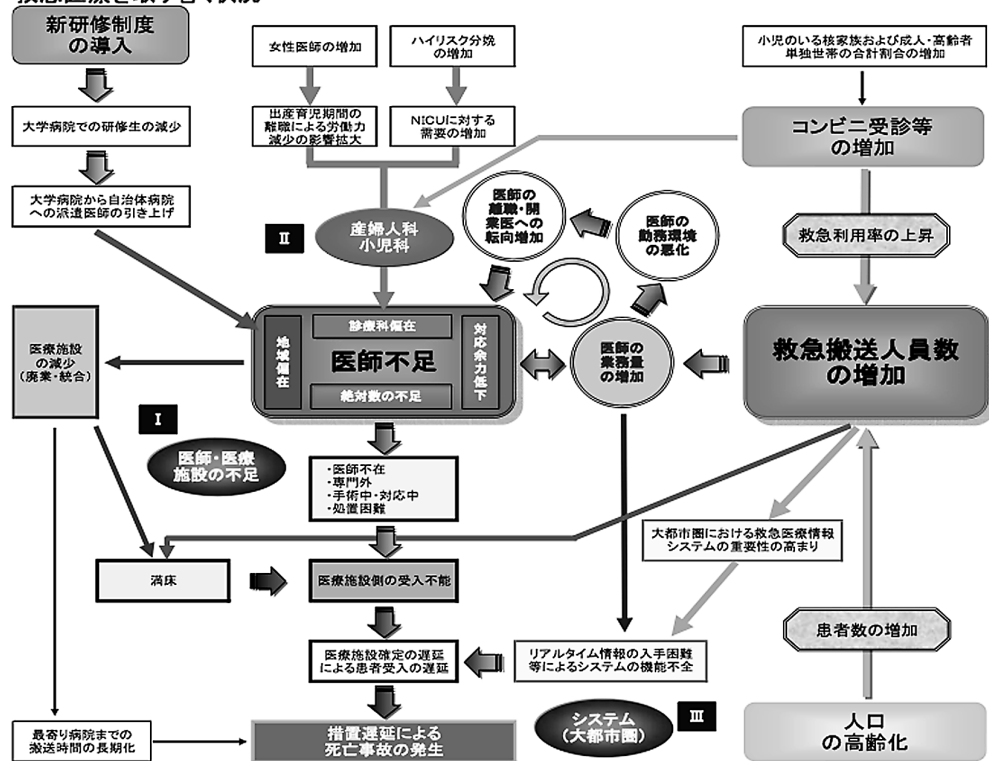 新研修制度
の導入
女性医師の増加
ハイリスク分娩
の増加
小児のいる核家族および成人・高齢者
単独世帯の合計割合の増加
大学病院での研修生の減少
出産育児期間の
離職による労働力
減少の影響拡大
NICUに対する
需要の増加
コンビニ受診等
の増加
大学病院から自治体病院
への派遣医師の引き上げ
II
産婦人科
小児科
医師の
離職・開
業医への
転向増加
医師の
勤務環境
の悪化
救急利用率の上昇
医療施設
の減少
(廃業・統合)
地域偏在
診療科偏在
医師不足
絶対数の不足
対応余力低下
医師の
業務量
の増加
救急搬送人員数
の増加
I
医師・医療
施設の不足
・医師不在
・専門外
・手術中・対応中
・処置困難
大都市圏における救急医療情報
システムの重要性の高まり
満床
医療施設側の受入不能
患者数の増加
医療施設確定の遅延
による患者受入の遅延
リアルタイム情報の入手困難
等によるシステムの機能不全
最寄り病院までの
搬送時間の長期化
措置遅延による
死亡事故の発生
システム
(大都市圏)
III
人口
の高齢化